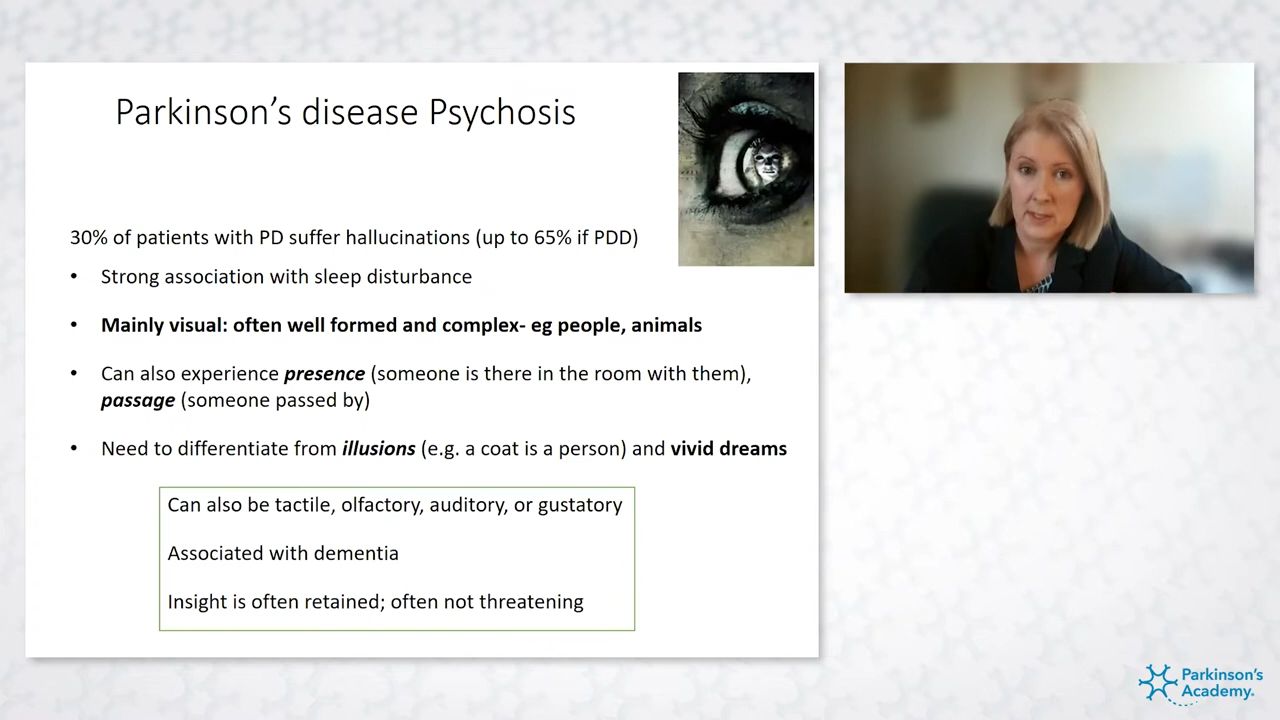 Parkinson's disease Psychosis
30% of patients with PD suffer hallucinations (up to 65% if PDD)
• Strong association with sleep disturbance
• Mainly visual: often well formed and complex- eg people, animals
• Can also experience presence (someone is there in the room with them),
passage (someone passed by)
• Need to differentiate from illusions (e.g. a coat is a person) and vivid dreams
Can also be tactile, olfactory, auditory, or gustatory
Associated with dementia
Insight is often retained; often not threatening
Parkinson's
Academy.